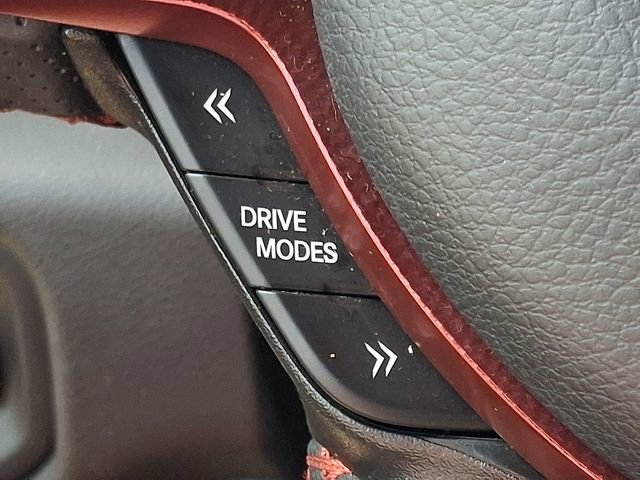 «
DRIVE
MODES
»